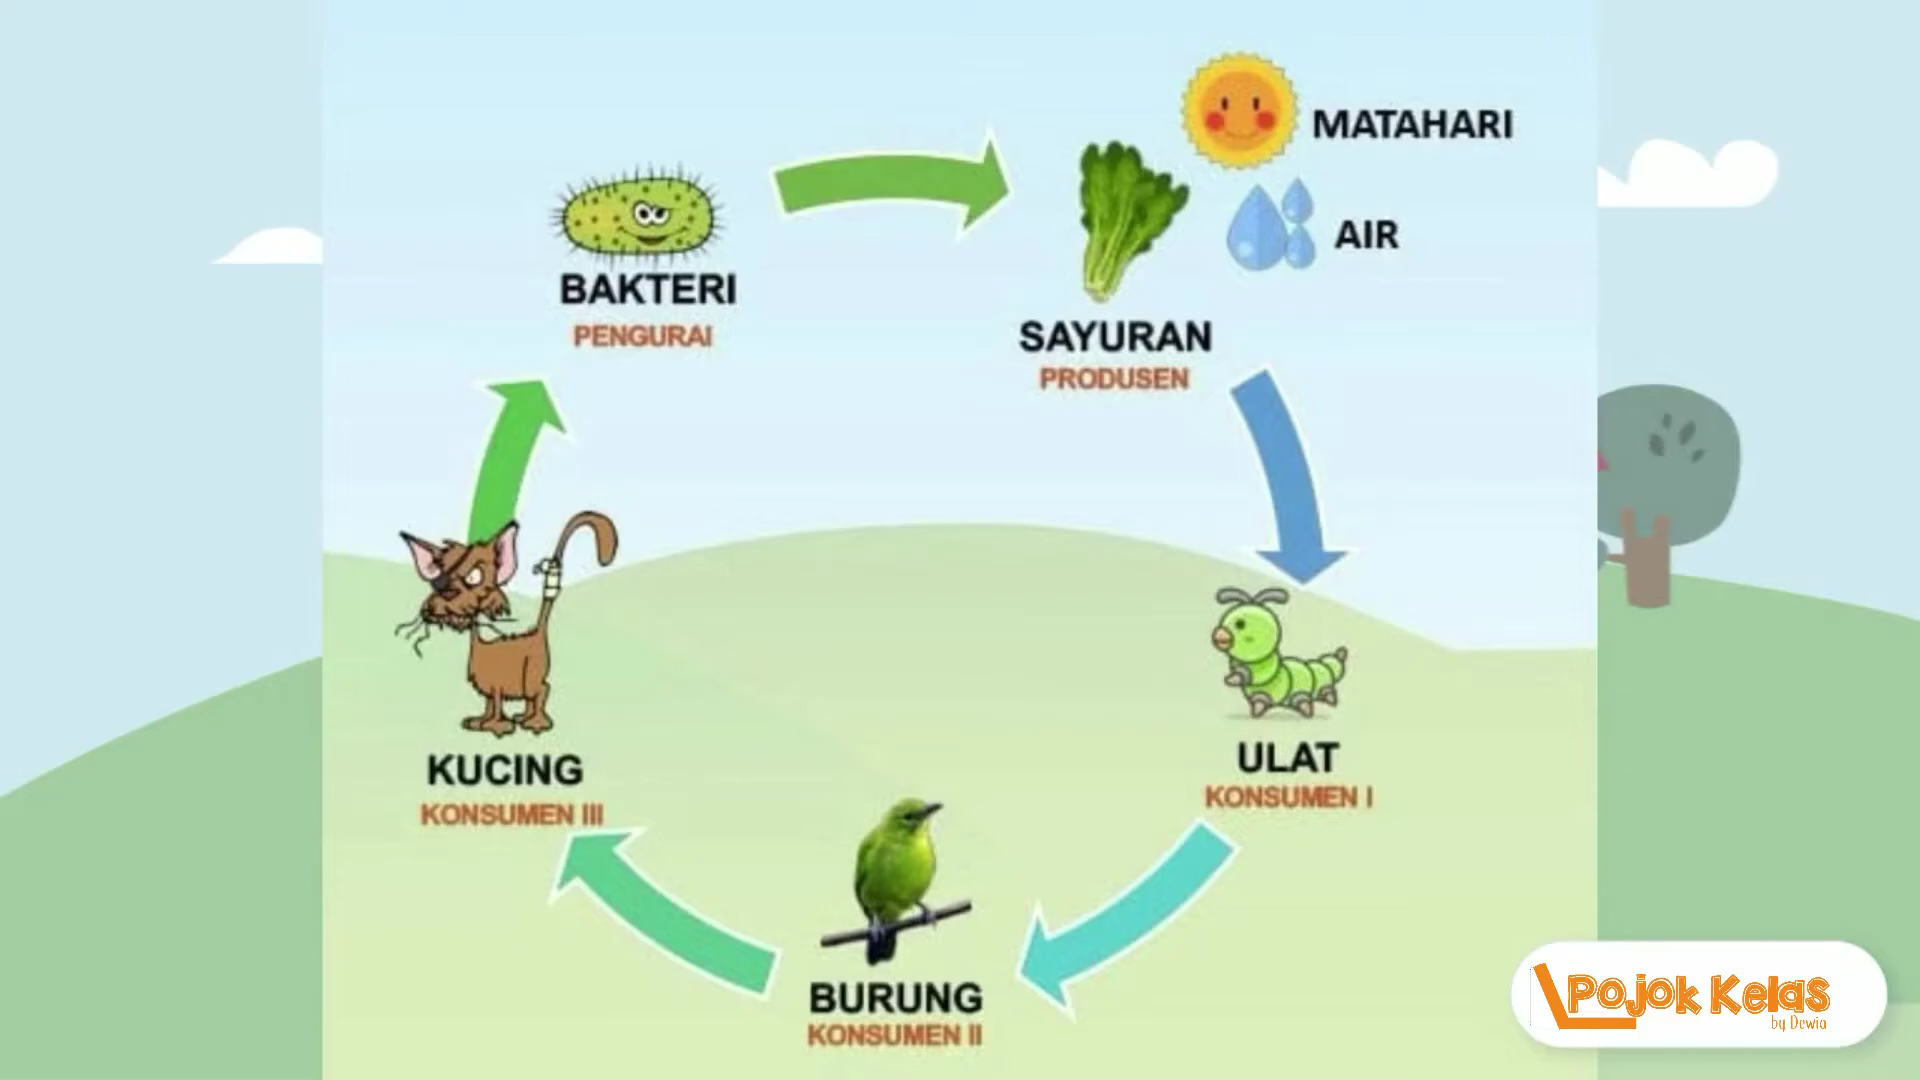 MATAHARI
AIR
BAKTERI
PENGURAI
SAYURAN
PRODUSEN
KUCING
KONSUMEN III
ULAT
KONSUMEN I
BURUNG
KONSUMEN II
Pojok Kelas
by Dewia